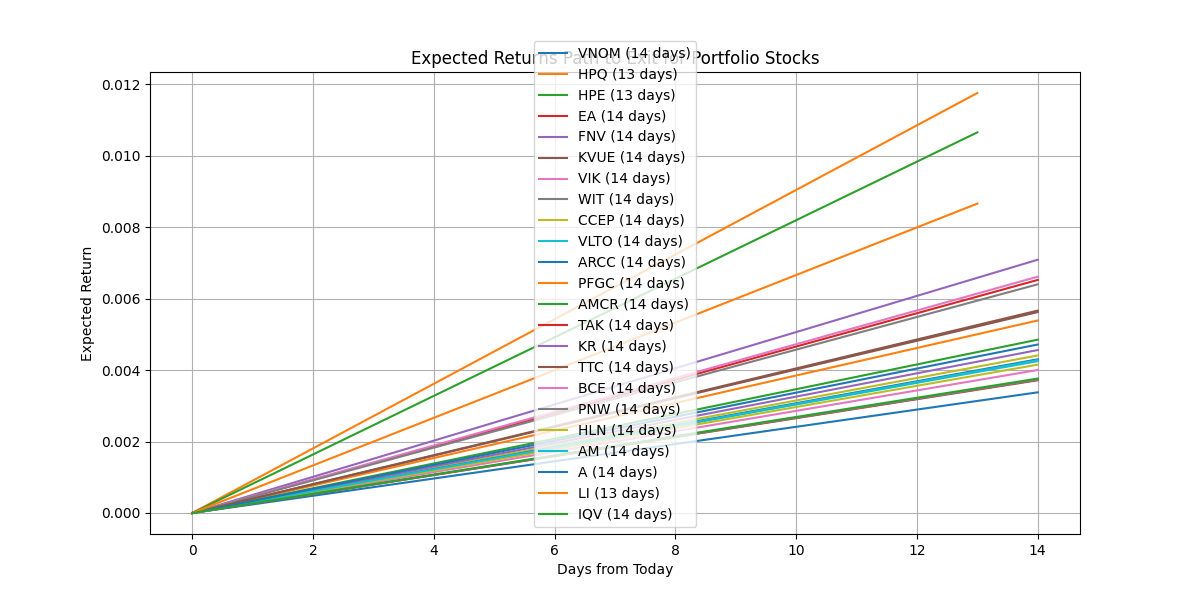 Expected Returns Path to Exit for Portfolio Stocks
VNOM (14 days)
HPQ (13 days)
HPE (13 days)
EA (14 days)
FNV (14 days)
KVUE (14 days)
VIK (14 days)
WIT (14 days)
CCEP (14 days)
VLTO (14 days)
ARCC (14 days)
PFGC (14 days)
AMCR (14 days)
TAK (14 days)
KR (14 days)
TTC (14 days)
BCE (14 days)
PNW (14 days)
HLN (14 days)
AM (14 days)
A (14 days)
LI (13 days)
IQV (14 days)
0.012
0.010
0.008
0.006
0.004
0.002
0.000
Expected Return
0 2 4 6 8 10 12 14
Days from Today